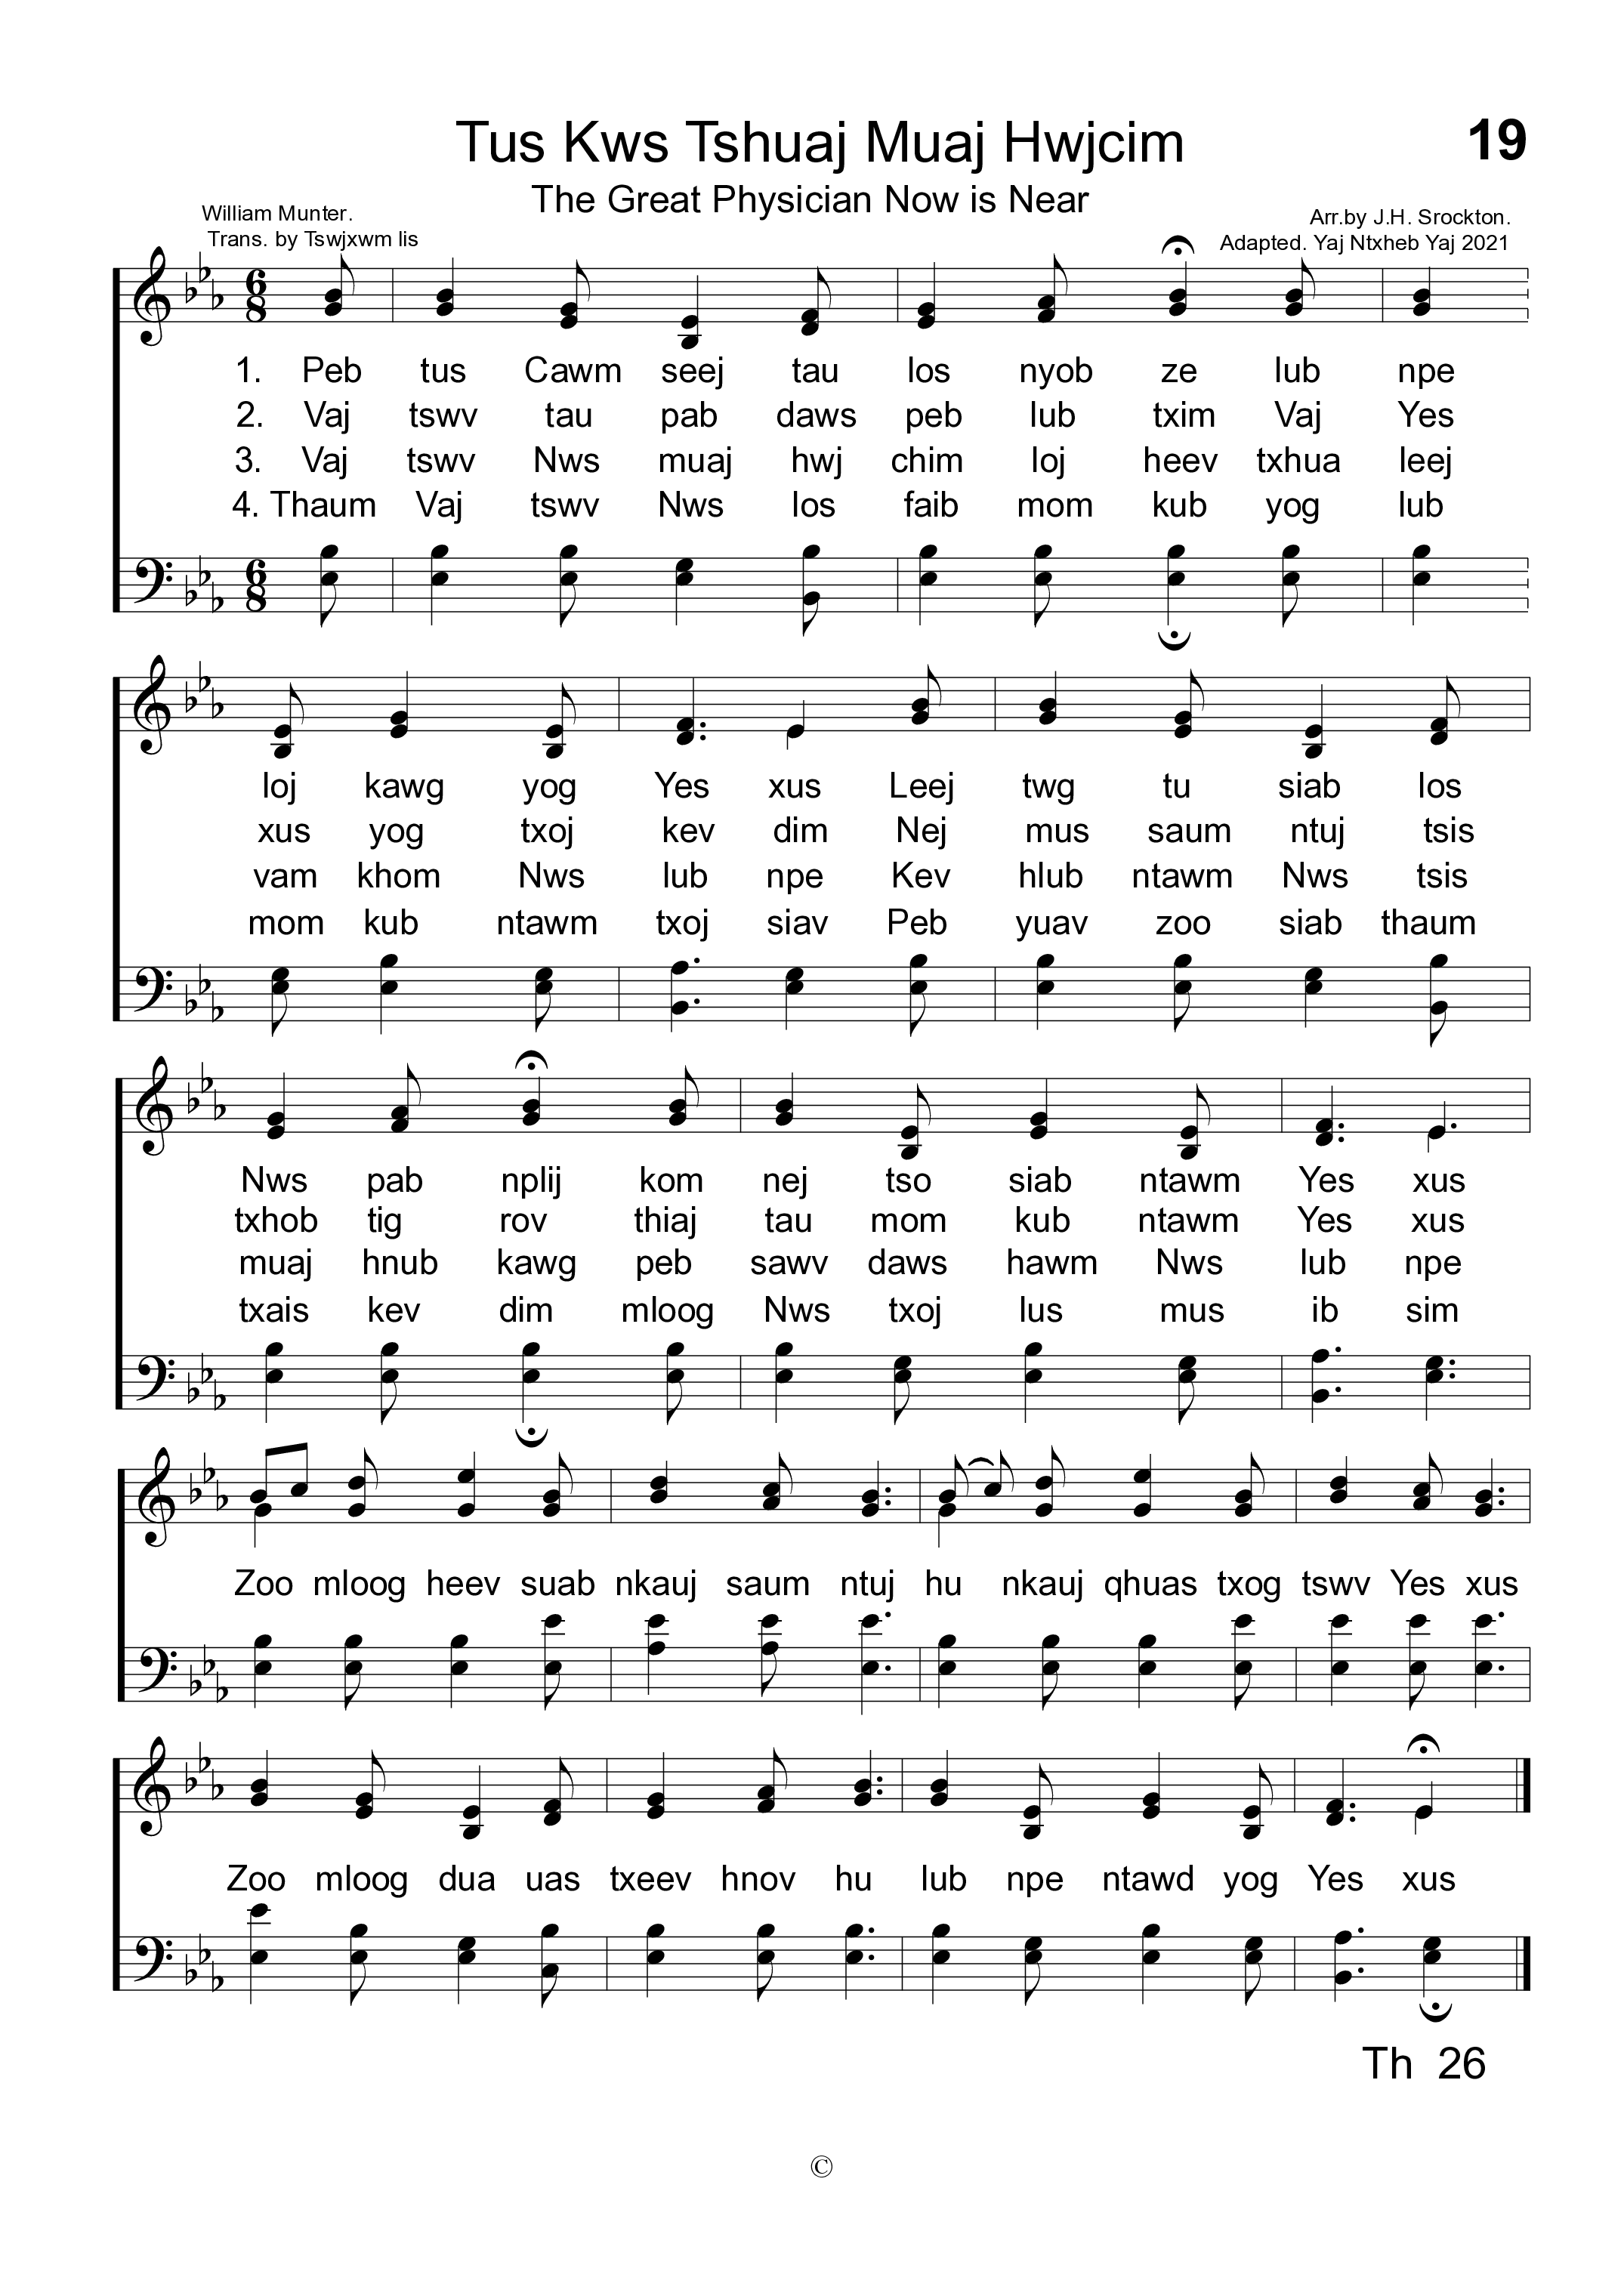 Tus Kws Tshuaj Muaj Hwjcim
19
The Great Physician Now is Near
William Munter.
Trans. by Tswjxwm lis
Arr.by J.H. Srockton.
Adapted. Yaj Ntxheb Yaj 2021
1. Peb tus Cawm seej tau los nyob ze lub npe
2. Vaj tswv tau pab daws peb lub txim Vaj Yes
3. Vaj tswv Nws muaj hwj chim loj heev txhua leej
4. Thaum Vaj tswv Nws los faib mom kub yog lub
loj kawg yog Yes xus Leej twg tu siab los
xus yog txoj kev dim Nej mus saum ntuj tsis
vam khom Nws lub npe Kev hlub ntawm Nws tsis
mom kub ntawm txoj siav Peb yuav zoo siab thaum
Nws pab nplij kom nej tso siab ntawm Yes xus
txhob tig rov thiaj tau mom kub ntawm Yes xus
muaj hnub kawg peb sawv daws hawm Nws lub npe
txais kev dim mloog Nws txoj lus mus ib sim
Zoo mloog heev suab nkauj saum ntuj hu nkauj qhuas txog tswv Yes xus
Zoo mloog dua uas txeev hnov hu lub npe ntawd yog Yes xus
Th 26
©